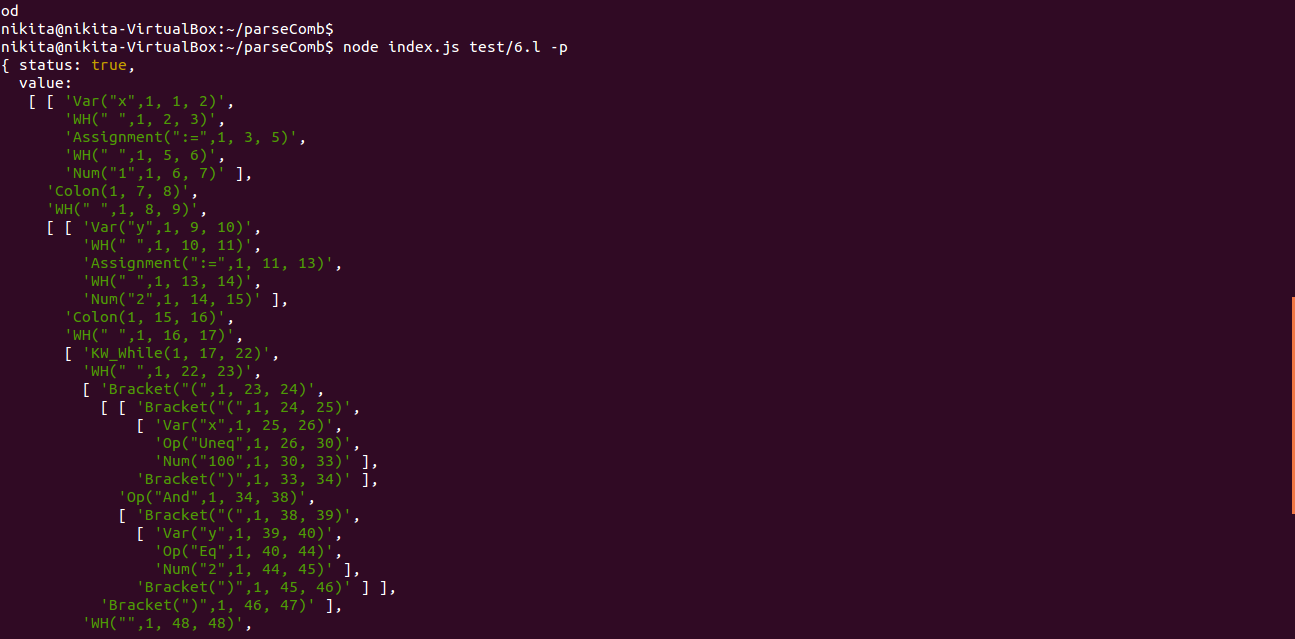 od
nikita@nikita-VirtualBox:~/parseComb$
nikita@nikita-VirtualBox:~/parseComb$ node index.js test/6.l -p
{ status: true,
  value:
   [ [ 'Var("x",1, 1, 2)',
       'WH(" ",1, 2, 3)',
       'Assignment(":=",1, 3, 5)',
       'WH(" ",1, 5, 6)',
       'Num("1",1, 6, 7)' ],
     'Colon(1, 7, 8)',
     'WH(" ",1, 8, 9)',
     [ [ 'Var("y",1, 9, 10)',
         'WH(" ",1, 10, 11)',
         'Assignment(":=",1, 11, 13)',
         'WH(" ",1, 13, 14)',
         'Num("2",1, 14, 15)' ],
       'Colon(1, 15, 16)',
       'WH(" ",1, 16, 17)',
       [ 'KW_While(1, 17, 22)',
         'WH(" ",1, 22, 23)',
         [ 'Bracket("(",1, 23, 24)',
           [ [ 'Bracket("(",1, 24, 25)',
               [ 'Var("x",1, 25, 26)',
                 'Op("Uneq",1, 26, 30)',
                 'Num("100",1, 30, 33)' ],
               'Bracket(")",1, 33, 34)' ],
             'Op("And",1, 34, 38)',
             [ 'Bracket("(",1, 38, 39)',
               [ 'Var("y",1, 39, 40)',
                 'Op("Eq",1, 40, 44)',
                 'Num("2",1, 44, 45)' ],
               'Bracket(")",1, 45, 46)' ] ],
           'Bracket(")",1, 46, 47)' ],
         'WH("",1, 48, 48)',